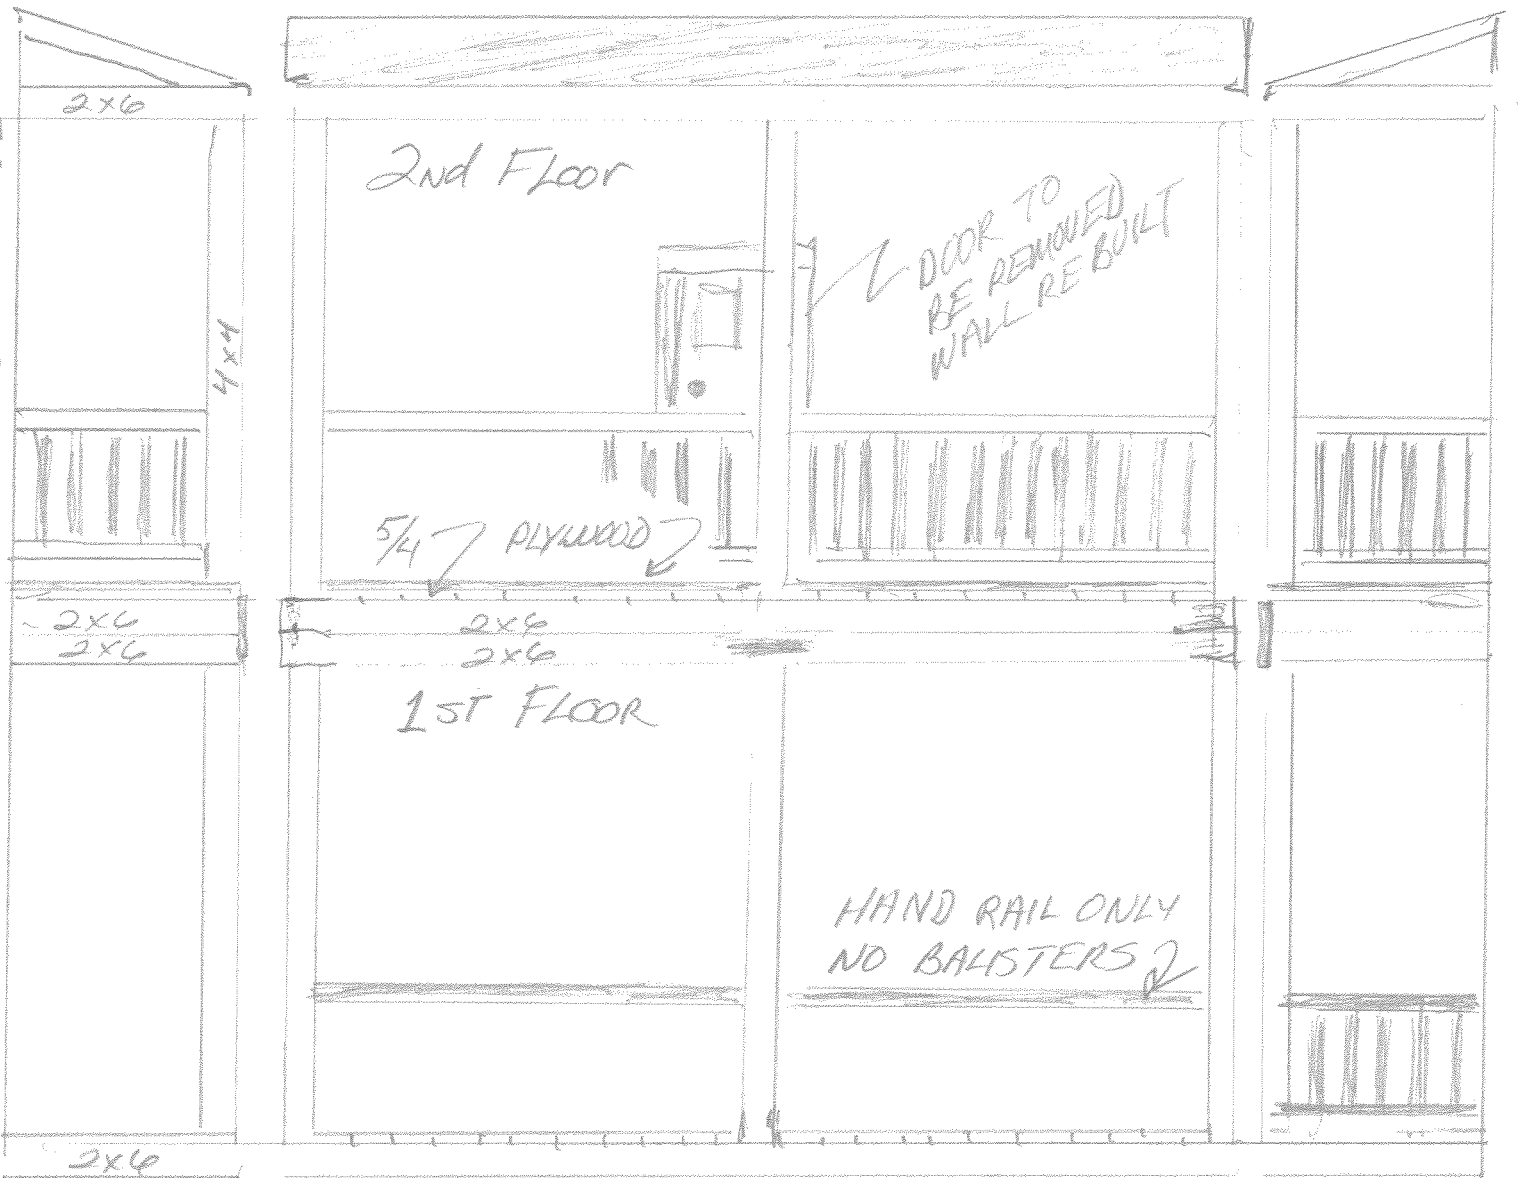 2x6
2nd FLoor
DOOR TO
BE REMOVED
WALL REBUILT
4x4
5/4 PLYWOOD
2x6
2x6
2x6
2x6
1ST FLOOR
HAND RAIL ONLY
NO BALISTERS
2x6